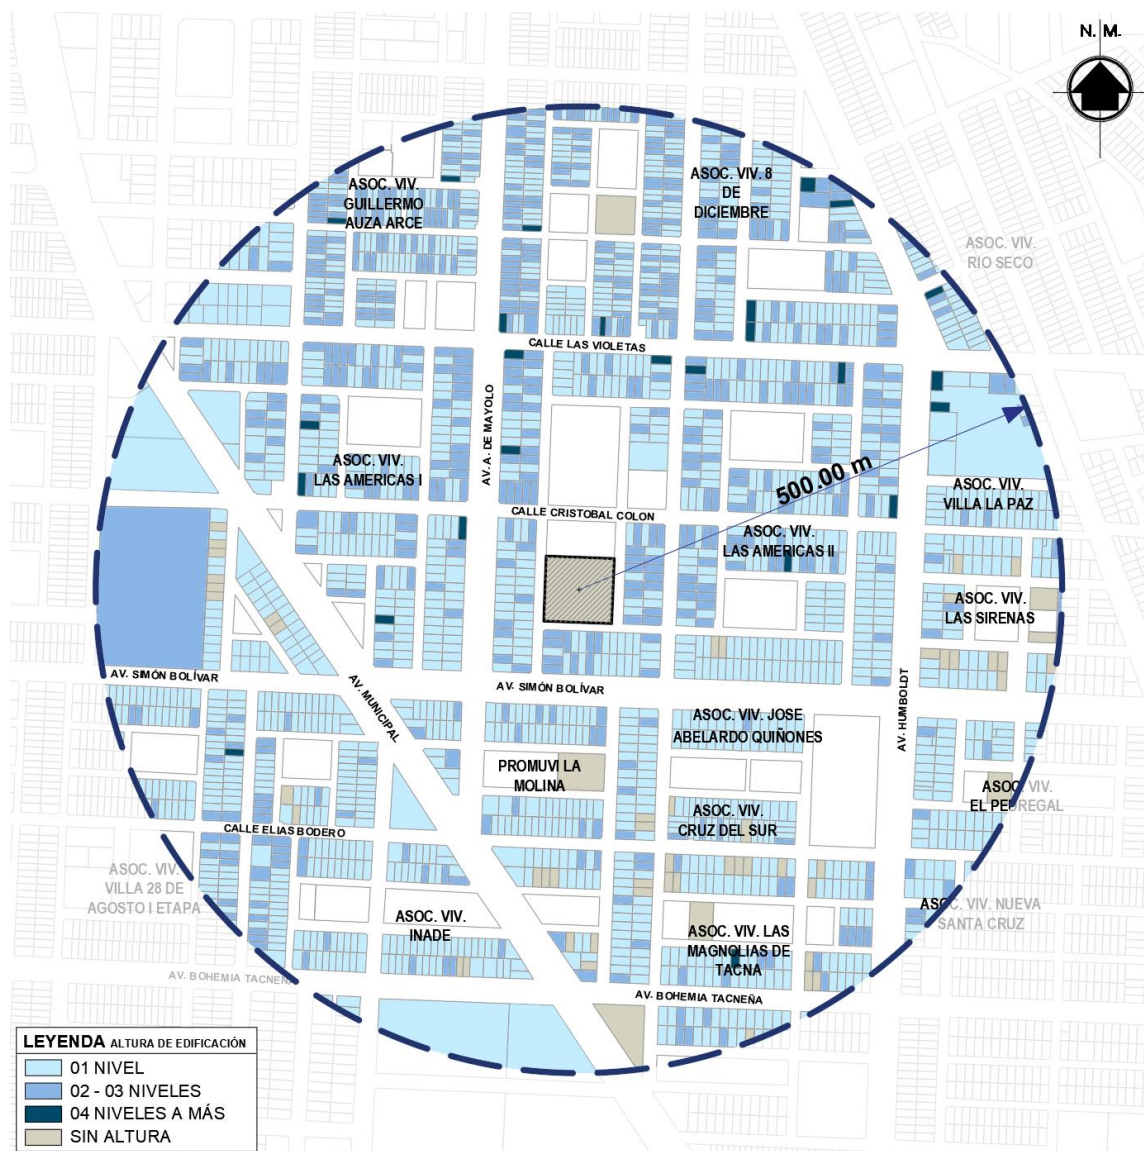 N. M.
ASOC. VIV.
GUILLERMO
AUZA ARCE
ASOC. VIV. 8
DE
DICIEMBRE
ASOC. VIV.
RIO SECO
CALLE LAS VIOLETAS
AV. A. DE MAYOLO
ASOC. VIV.
LAS AMERICAS I
500.00 m
ASOC. VIV.
VILLA LA PAZ
CALLE CRISTOBAL COLON
ASOC. VIV.
LAS AMERICAS II
ASOC. VIV.
LAS SIRENAS
AV. SIMÓN BOLÍVAR
AV. MUNICIPAL
AV. SIMÓN BOLÍVAR
AV. HUMBOLDT
ASOC. VIV. JOSE
ABELARDO QUIÑONES
PROMUVI LA
MOLINA
ASOC. VIV.
EL PEDREGAL
ASOC. VIV.
CRUZ DEL SUR
CALLE ELIAS BODERO
ASOC. VIV.
VILLA 28 DE
AGOSTO I ETAPA
ASOC. VIV.
INADE
ASOC. VIV. NUEVA
SANTA CRUZ
ASOC. VIV. LAS
MAGNOLIAS DE
TACNA
AV. BOHEMIA TACNEÑA
AV. BOHEMIA TACNEÑA
LEYENDA ALTURA DE EDIFICACIÓN
01 NIVEL
02 - 03 NIVELES
04 NIVELES A MÁS
SIN ALTURA